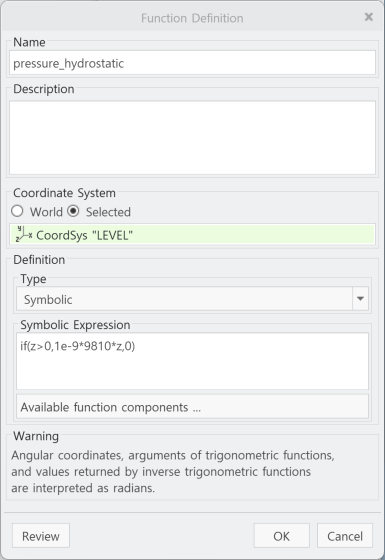 Function Definition x
Name
pressure_hydrostatic
Description
Coordinate System
World Selected
y z x CoordSys "LEVEL"
Definition
Type
Symbolic
Symbolic Expression
if(z>0,1e-9*9810*z,0)
Available function components ...
Warning
Angular coordinates, arguments of trigonometric functions,
and values returned by inverse trigonometric functions
are interpreted as radians.
Review OK Cancel